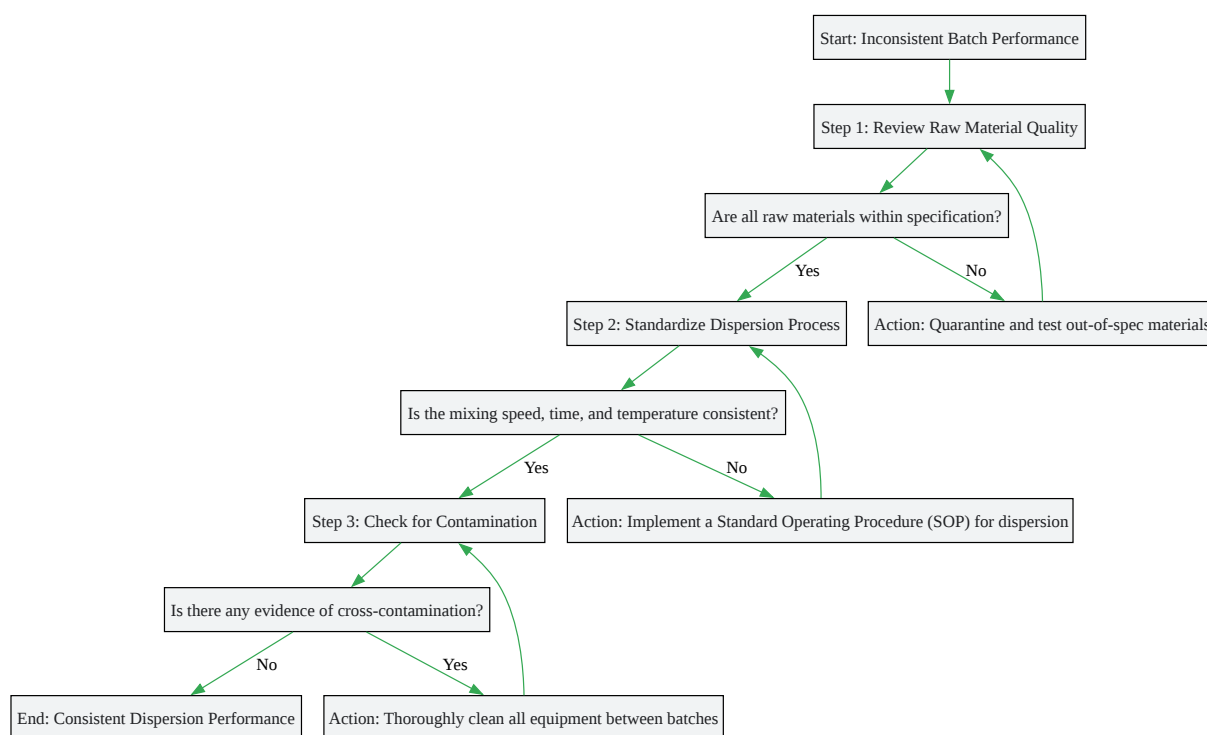 Start: Inconsistent Batch Performance
Step 1: Review Raw Material Quality
Are all raw materials within specification?
Yes
No
Step 2: Standardize Dispersion Process
Action: Quarantine and test out-of-spec materials
Is the mixing speed, time, and temperature consistent?
Yes
No
Step 3: Check for Contamination
Action: Implement a Standard Operating Procedure (SOP) for dispersion
Is there any evidence of cross-contamination?
No
Yes
End: Consistent Dispersion Performance
Action: Thoroughly clean all equipment between batches